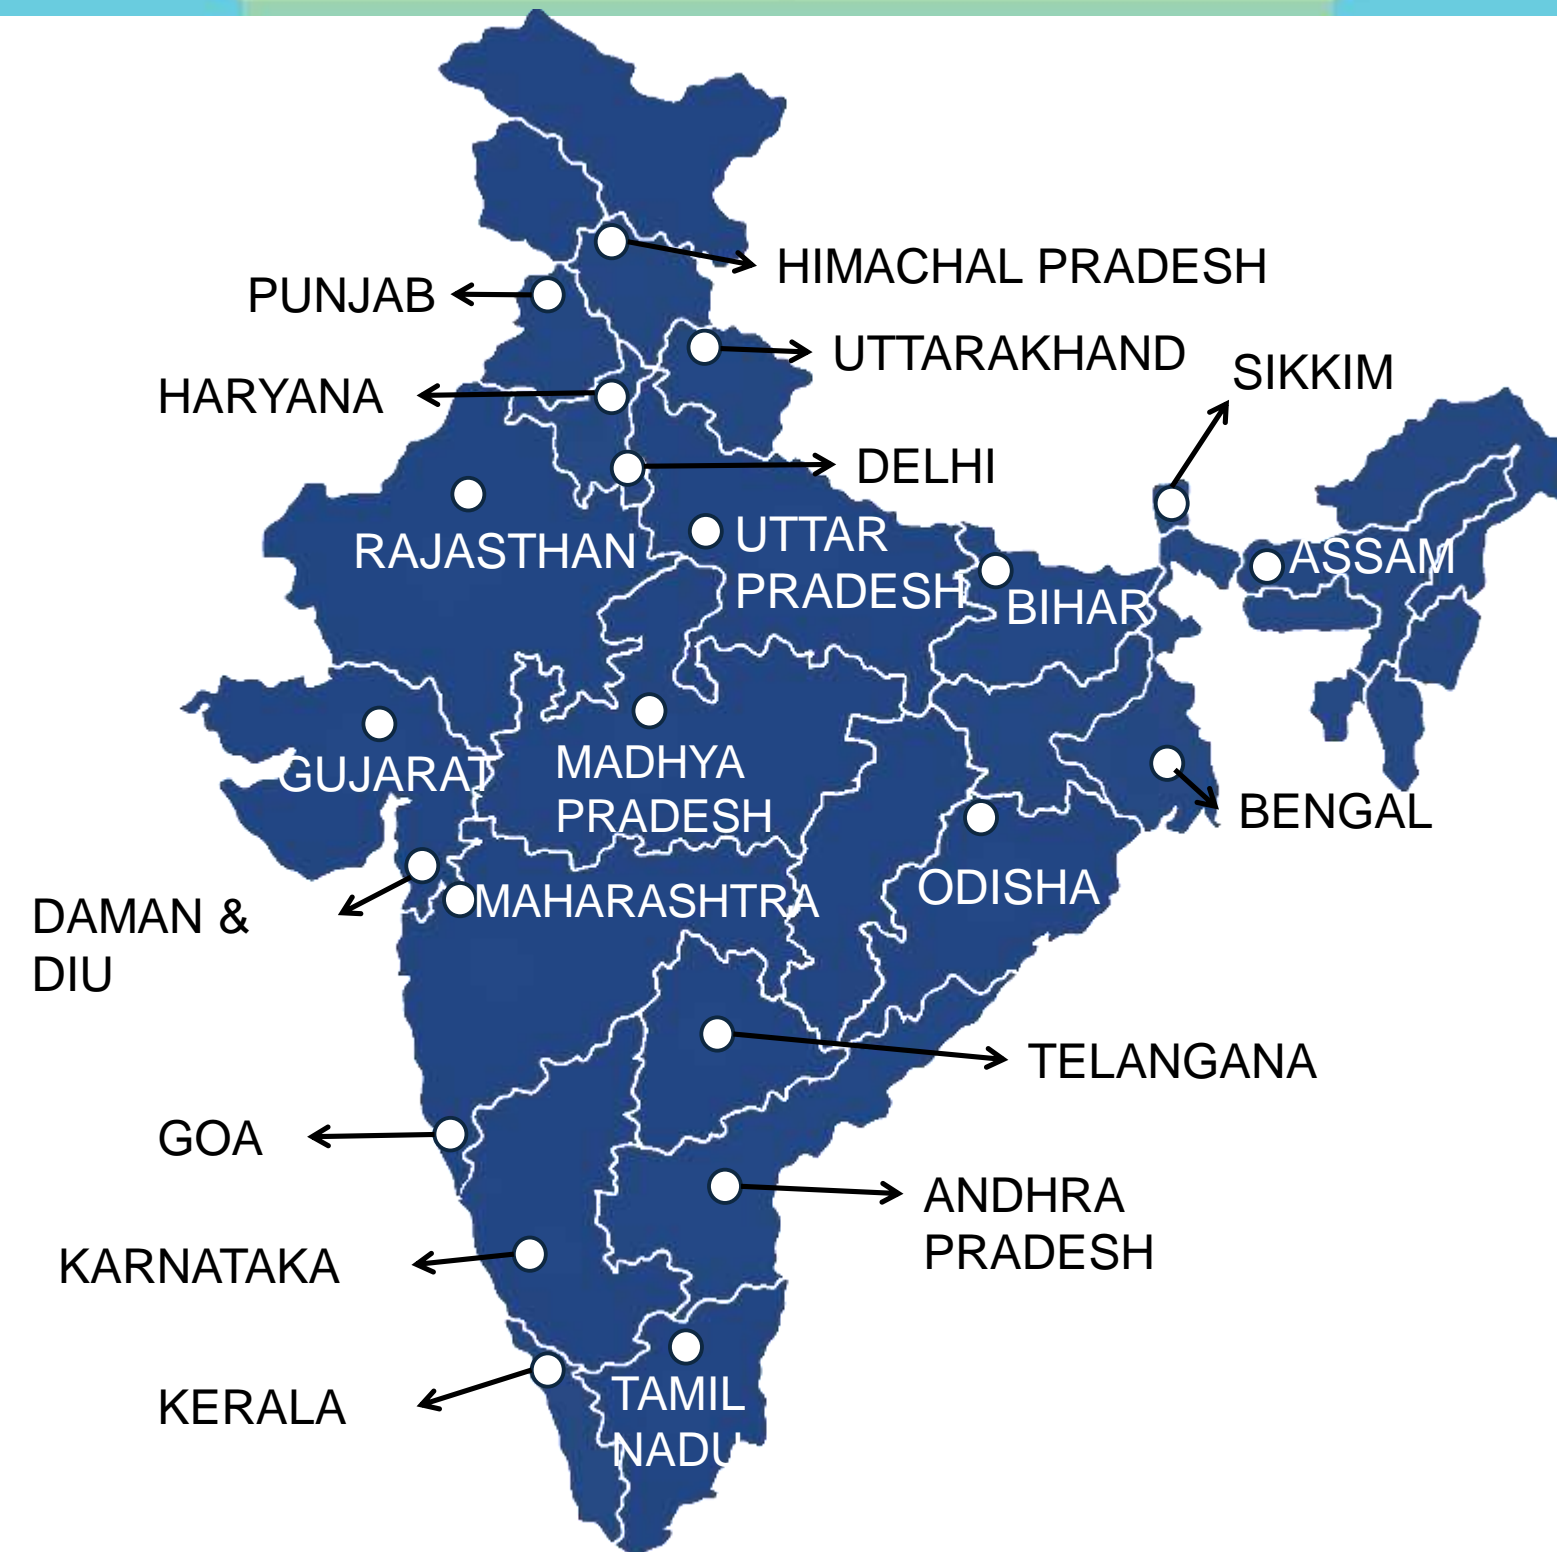 HIMACHAL PRADESH
PUNJAB
UTTARAKHAND
SIKKIM
HARYANA
DELHI
RAJASTHAN
UTTAR
PRADESH
ASSAM
BIHAR
GUJARAT
MADHYA
PRADESH
BENGAL
MAHARASHTRA
ODISHA
DAMAN &
DIU
TELANGANA
GOA
ANDHRA
PRADESH
KARNATAKA
KERALA
TAMIL
NADU